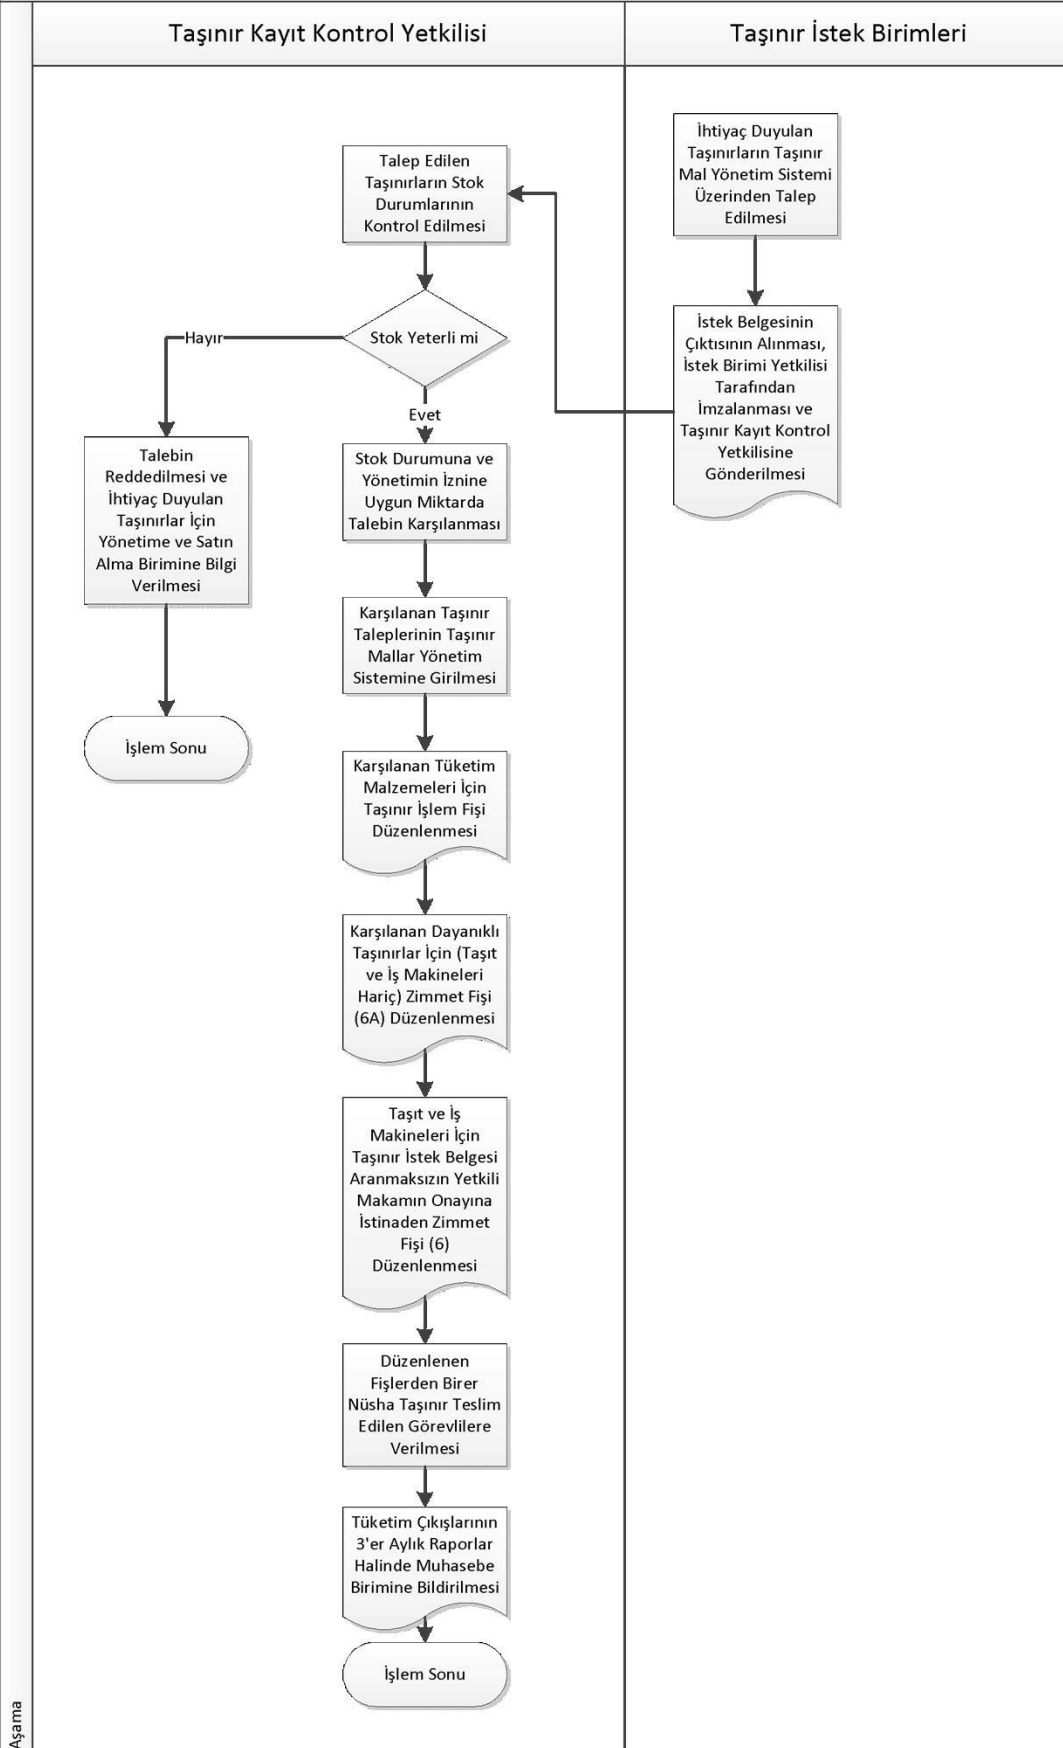 Taşınır Kayıt Kontrol Yetkilisi
Taşınır İstek Birimleri
İhtiyaç Duyulan
Taşınırların Taşınır
Mal Yönetim Sistemi
Üzerinden Talep
Edilmesi
İstek Belgesinin
Çıktısının Alınması,
İstek Birimi Yetkilisi
Tarafından
İmzalanması ve
Taşınır Kayıt Kontrol
Yetkilisine
Gönderilmesi
Talep Edilen
Taşınırların Stok
Durumlarının
Kontrol Edilmesi
Stok Yeterli mi
Hayır
Talebin
Reddedilmesi ve
İhtiyaç Duyulan
Taşınırlar İçin
Yönetime ve Satın
Alma Birimine Bilgi
Verilmesi
İşlem Sonu
Evet
Stok Durumuna ve
Yönetimin İznine
Uygun Miktarda
Talebin Karşılanması
Karşılanan Taşınır
Taleplerinin Taşınır
Mallar Yönetim
Sistemine Girilmesi
Karşılanan Tüketim
Malzemeleri İçin
Taşınır İşlem Fişi
Düzenlenmesi
Karşılanan Dayanıklı
Taşınırlar İçin (Taşıt
ve İş Makineleri
Hariç) Zimmet Fişi
(6A) Düzenlenmesi
Taşıt ve İş
Makineleri İçin
Taşınır İstek Belgesi
Aranmaksızın Yetkili
Makamın Onayına
İstinaden Zimmet
Fişi (6)
Düzenlenmesi
Düzenlenen
Fişlerden Birer
Nüsha Taşınır Teslim
Edilen Görevlilere
Verilmesi
Tüketim Çıkışlarının
3'er Aylık Raporlar
Halinde Muhasebe
Birimine Bildirilmesi
İşlem Sonu
Aşama